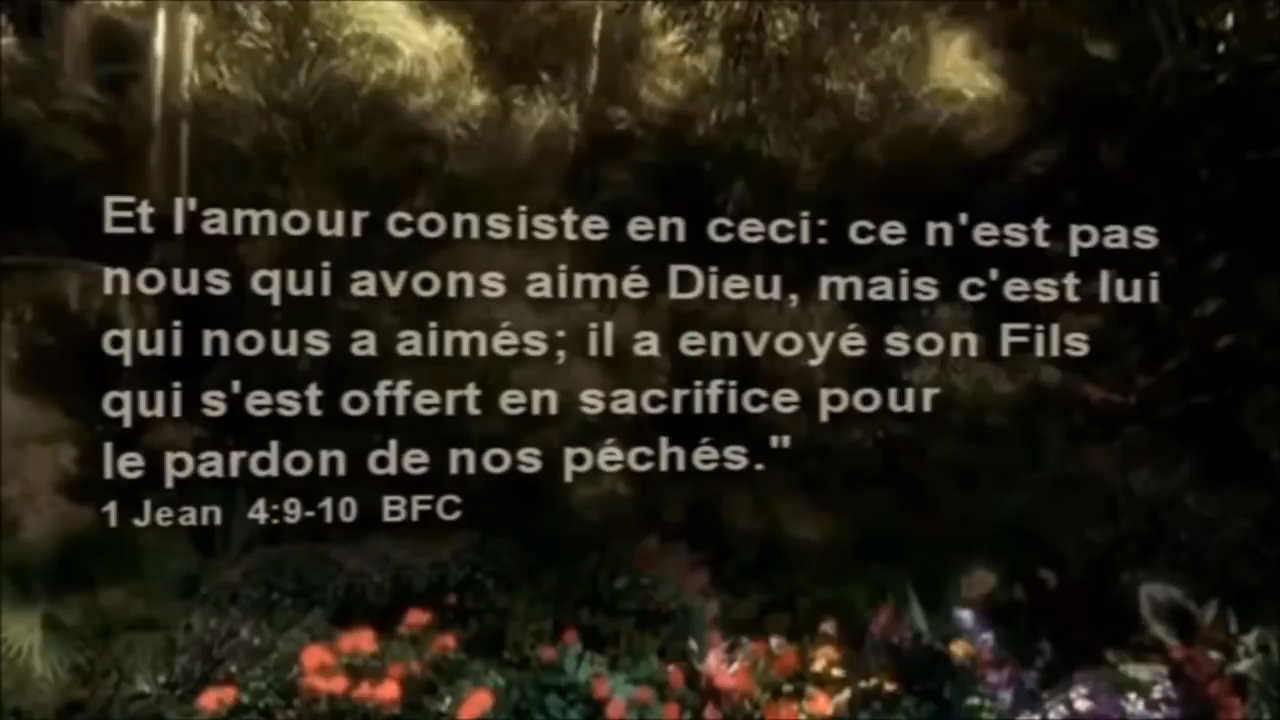 Et l'amour consiste en ceci: ce n'est pas
nous qui avons aimé Dieu, mais c'est lui
qui nous a aimés; il a envoyé son Fils
qui s'est offert en sacrifice pour
le pardon de nos péchés."
1 Jean 4:9-10 BFC